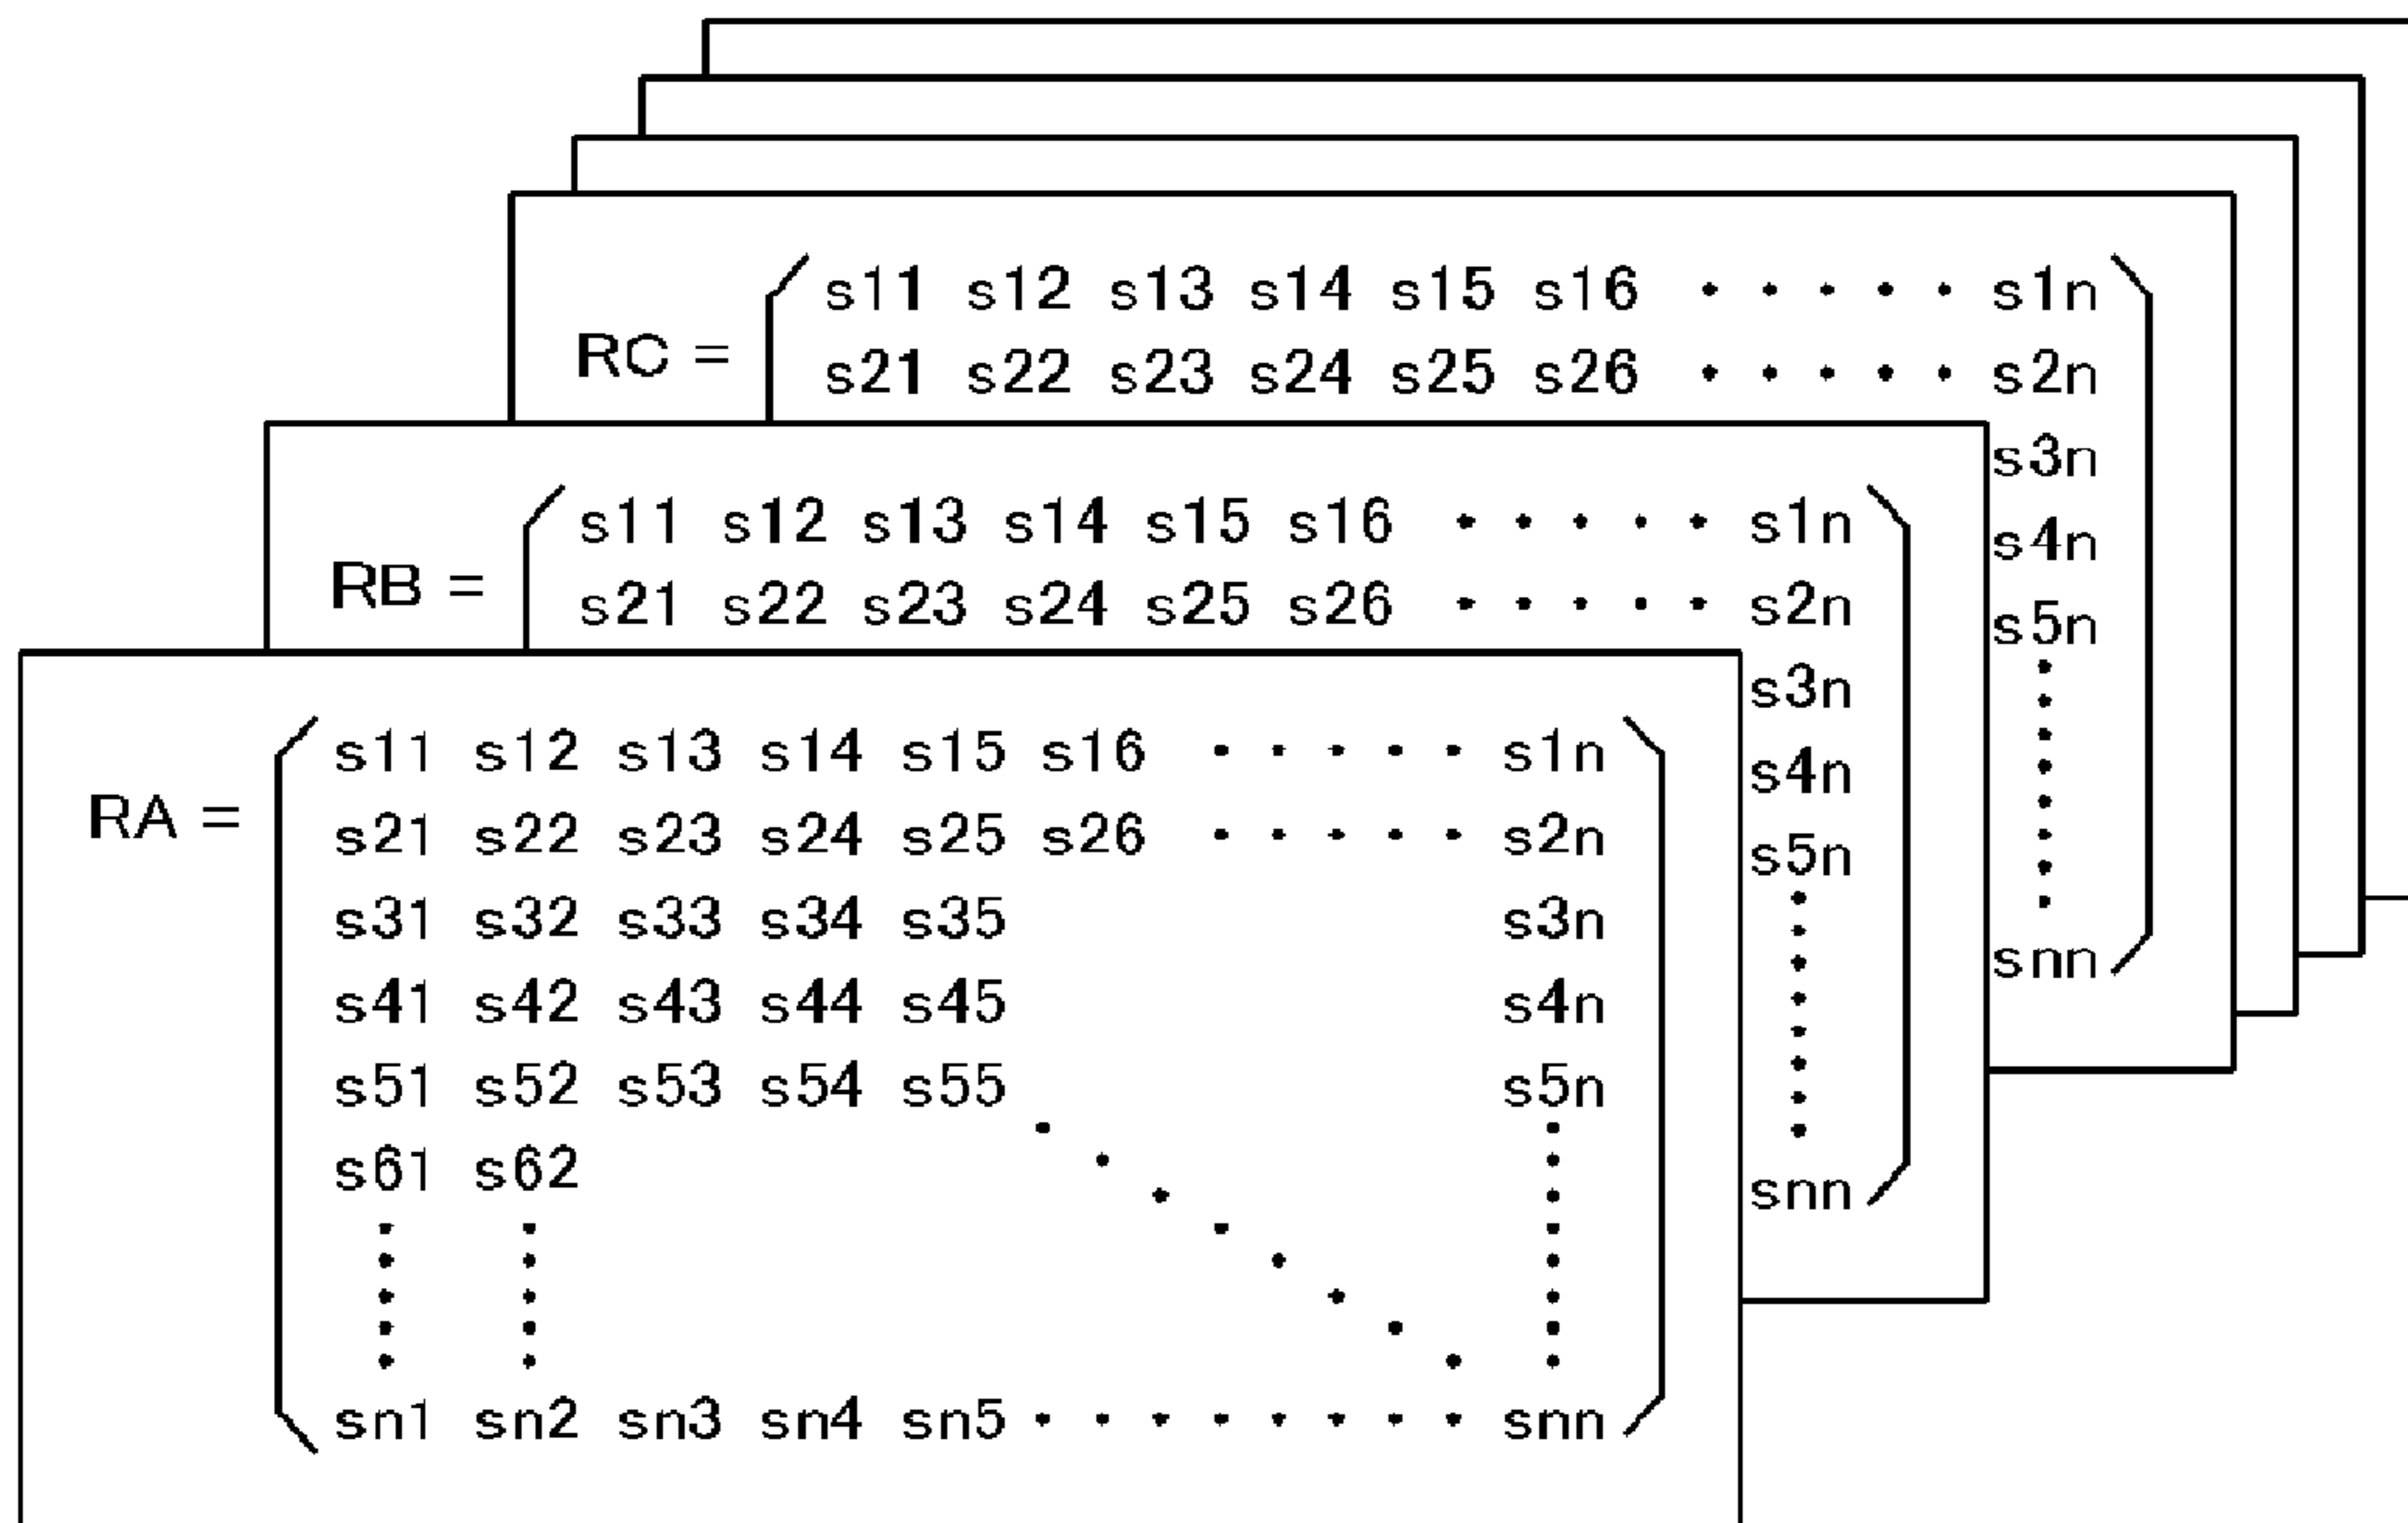 s11 s12 s13 s14 s15 s16 · · · · · s1n
RC =
s21 s22 s23 s24 s25 s26 · · · · · s2n
s3n
s4n
s5n
snn
s11 s12 s13 s14 s15 s16 · · · · · s1n
RB =
s21 s22 s23 s24 s25 s26 · · · · · s2n
s3n
s4n
s5n
snn
s11 s12 s13 s14 s15 s16 · · · · · s1n
RA =
s21 s22 s23 s24 s25 s26 · · · · · s2n
s31 s32 s33 s34 s35 s3n
s41 s42 s43 s44 s45 s4n
s51 s52 s53 s54 s55 s5n
s61 s62
sn1 sn2 sn3 sn4 sn5 · · · · · · · · snn